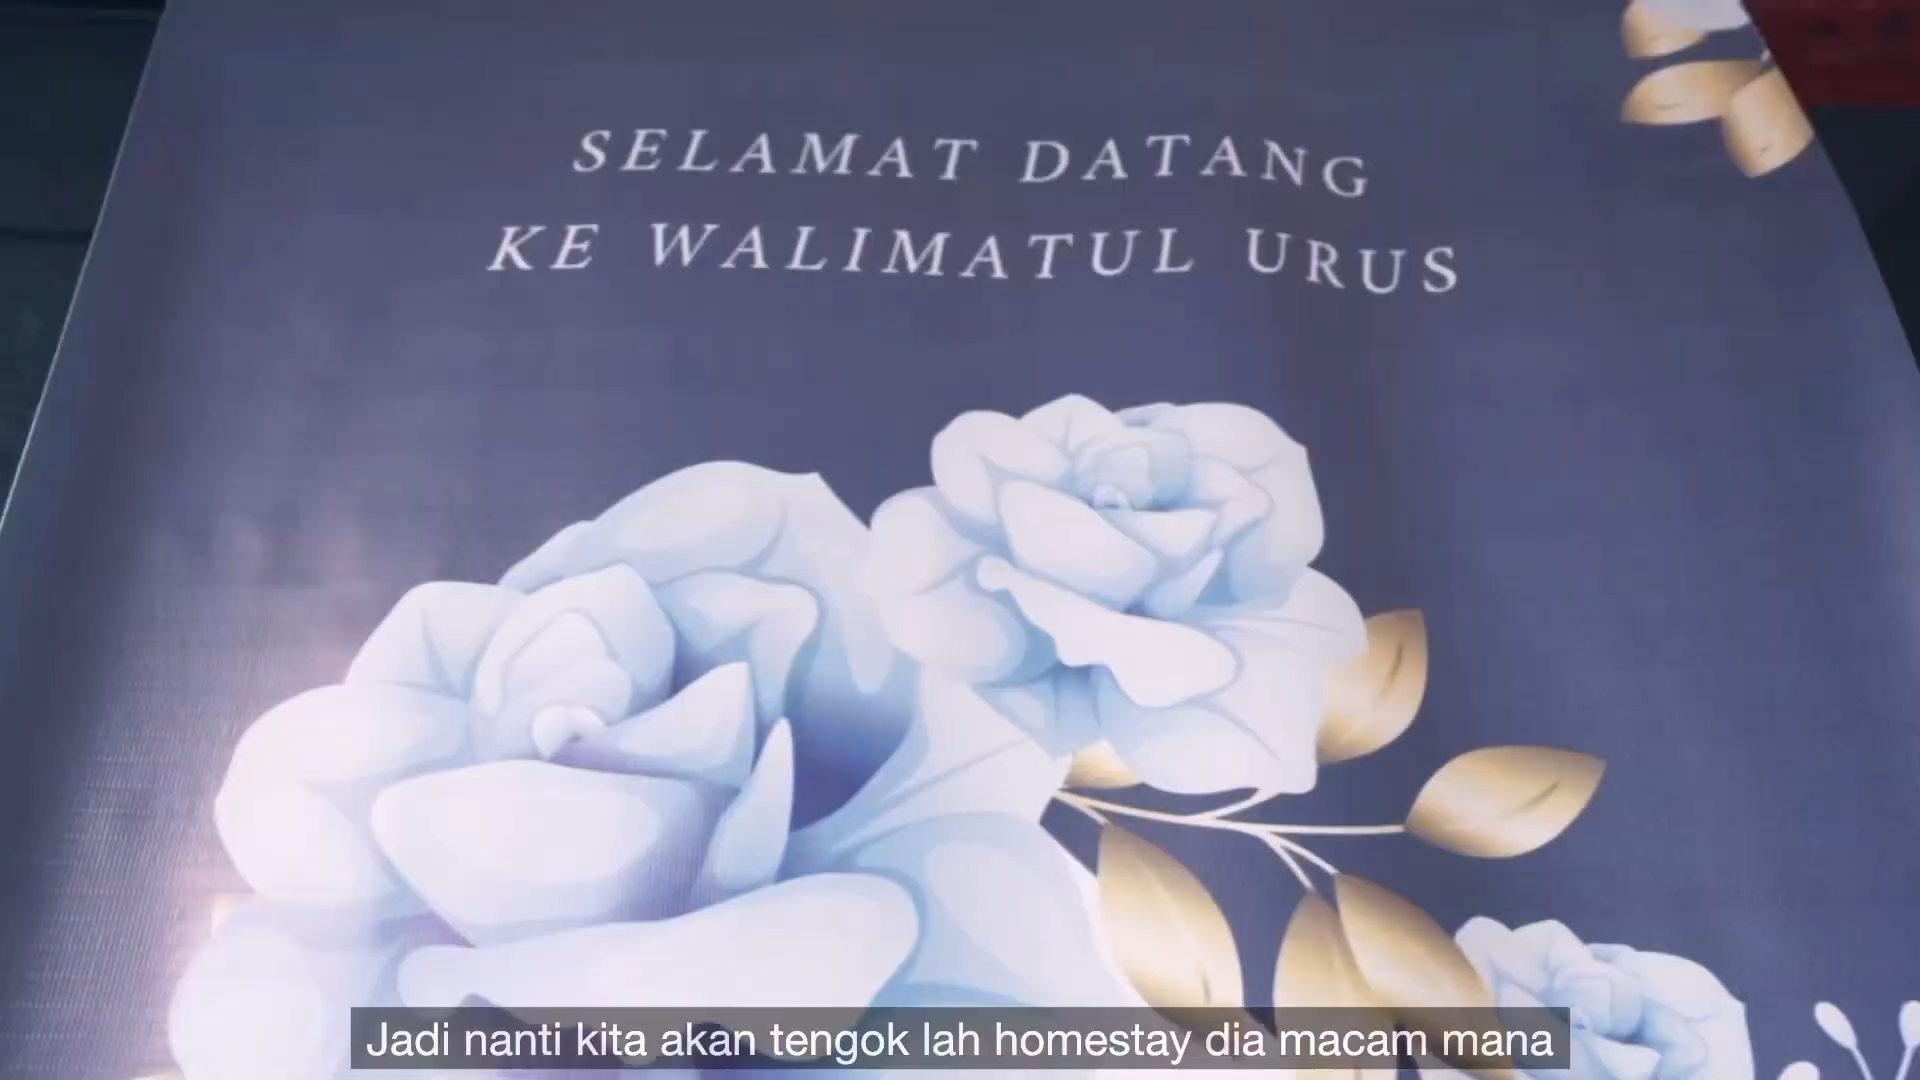 SELAMAT DATANG
KE WALIMATUL URUS
Jadi nanti kita akan tengok lah homestay dia macam mana